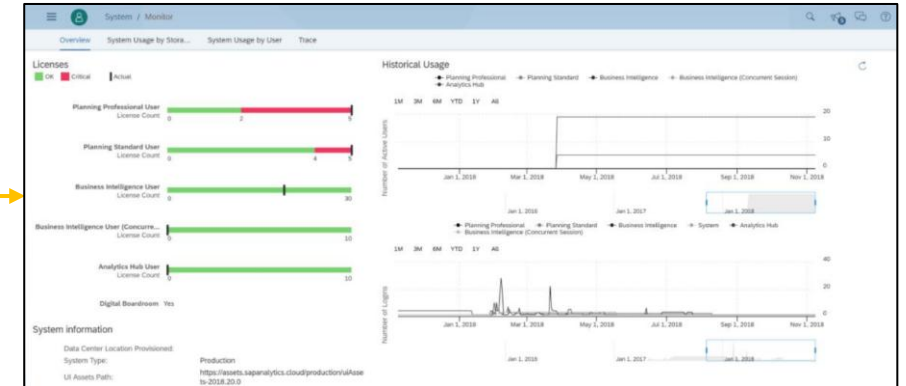 System / Monitor
Overview System Usage by Stora... System Usage by User Trace
Licenses
OK Critical Actual
Planning Professional User
License Count 0 2 5
Planning Standard User
License Count 0 4 5
Business Intelligence User
License Count 0 30
Business Intelligence User (Concurre...
License Count 0 10
Analytics Hub User
License Count 0 10
Digital Boardroom Yes
System information
Data Center Location Provisioned:
System Type: Production
UI Assets Path: https://assets.sapanalytics.cloud/production/uiAsse
ts-2018.20.0
Historical Usage
Planning Professional Planning Standard Business Intelligence Business Intelligence (Concurrent Session)
Analytics Hub
1M 3M 6M YTD 1Y All
Number of Active Users
20
10
0
Jan 1, 2018 Mar 1, 2018 May 1, 2018 Jul 1, 2018 Sep 1, 2018 Nov 1, 2018
Jan 1, 2016 Jan 1, 2017 Jan 1, 2018
Planning Professional Planning Standard Business Intelligence System Analytics Hub
Business Intelligence (Concurrent Session)
1M 3M 6M YTD 1Y All
Number of Logins
40
20
0
Jan 1, 2018 Mar 1, 2018 May 1, 2018 Jul 1, 2018 Sep 1, 2018 Nov 1, 2018
Jan 1, 2016 Jan 1, 2017 Jan 1, 2018